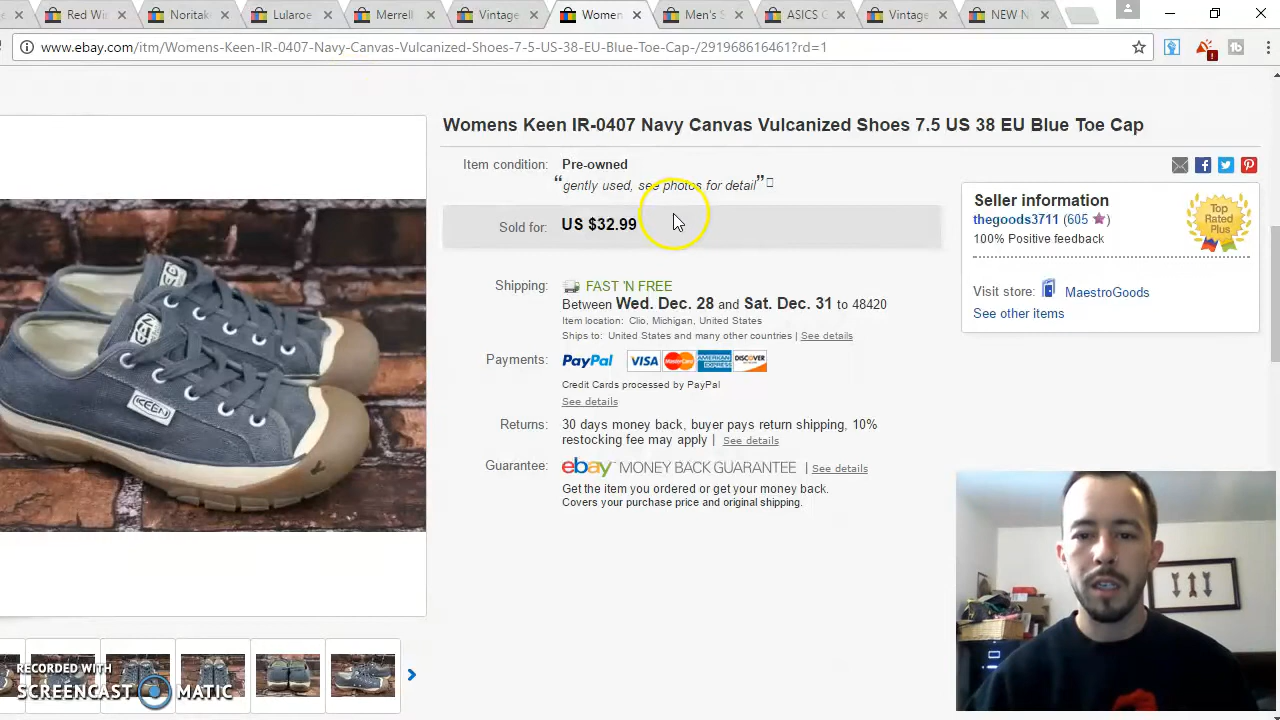 Red Wi
Noritak
Lularoe
Merrell
Vintage
Women
Men's S
ASICS G
Vintage
NEW N
www.ebay.com/itm/Womens-Keen-IR-0407-Navy-Canvas-Vulcanized-Shoes-7-5-US-38-EU-Blue-Toe-Cap-/291968616461?rd=1
Womens Keen IR-0407 Navy Canvas Vulcanized Shoes 7.5 US 38 EU Blue Toe Cap
Item condition: Pre-owned
“gently used, see photos for detail”
Sold for: US $32.99
Shipping: FAST 'N FREE
Between Wed. Dec. 28 and Sat. Dec. 31 to 48420
Item location: Clio, Michigan, United States
Ships to: United States and many other countries | See details
Payments: PayPal VISA MasterCard AMERICAN EXPRESS DISCOVER
Credit Cards processed by PayPal
See details
Returns: 30 days money back, buyer pays return shipping, 10%
restocking fee may apply | See details
Guarantee: ebay MONEY BACK GUARANTEE | See details
Get the item you ordered or get your money back.
Covers your purchase price and original shipping.
Seller information
thegoods3711 (605 )
100% Positive feedback
Top
Rated
Plus
Visit store: MaestroGoods
See other items
KEEN
KEEN
RECORDED WITH
SCREENCAST MATIC